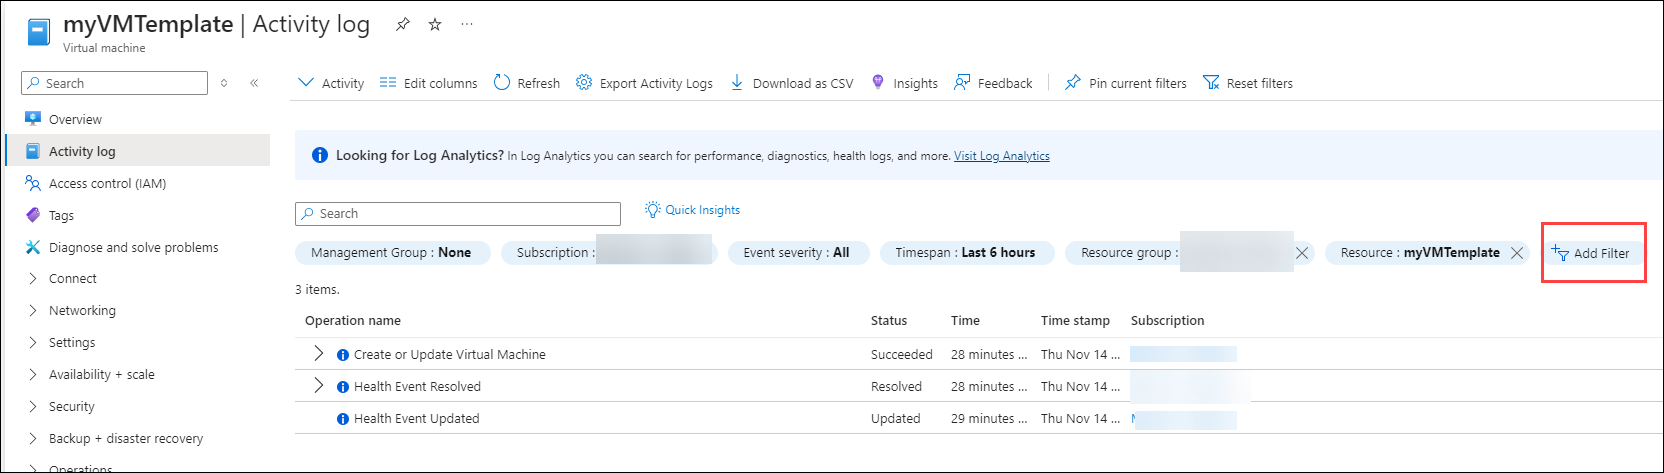 myVMTemplate | Activity log
Virtual machine
Search
Activity Edit columns Refresh Export Activity Logs Download as CSV Insights Feedback Pin current filters Reset filters
Overview
Activity log
Access control (IAM)
Tags
Diagnose and solve problems
Connect
Networking
Settings
Availability + scale
Security
Backup + disaster recovery
Operations
Looking for Log Analytics? In Log Analytics you can search for performance, diagnostics, health logs, and more. Visit Log Analytics
Search Quick Insights
Management Group : None Subscription : Event severity : All Timespan : Last 6 hours Resource group : Resource : myVMTemplate Add Filter
3 items.
Operation name Status Time Time stamp Subscription
Create or Update Virtual Machine Succeeded 28 minutes ... Thu Nov 14 ...
Health Event Resolved Resolved 28 minutes ... Thu Nov 14 ...
Health Event Updated Updated 29 minutes ... Thu Nov 14 ...